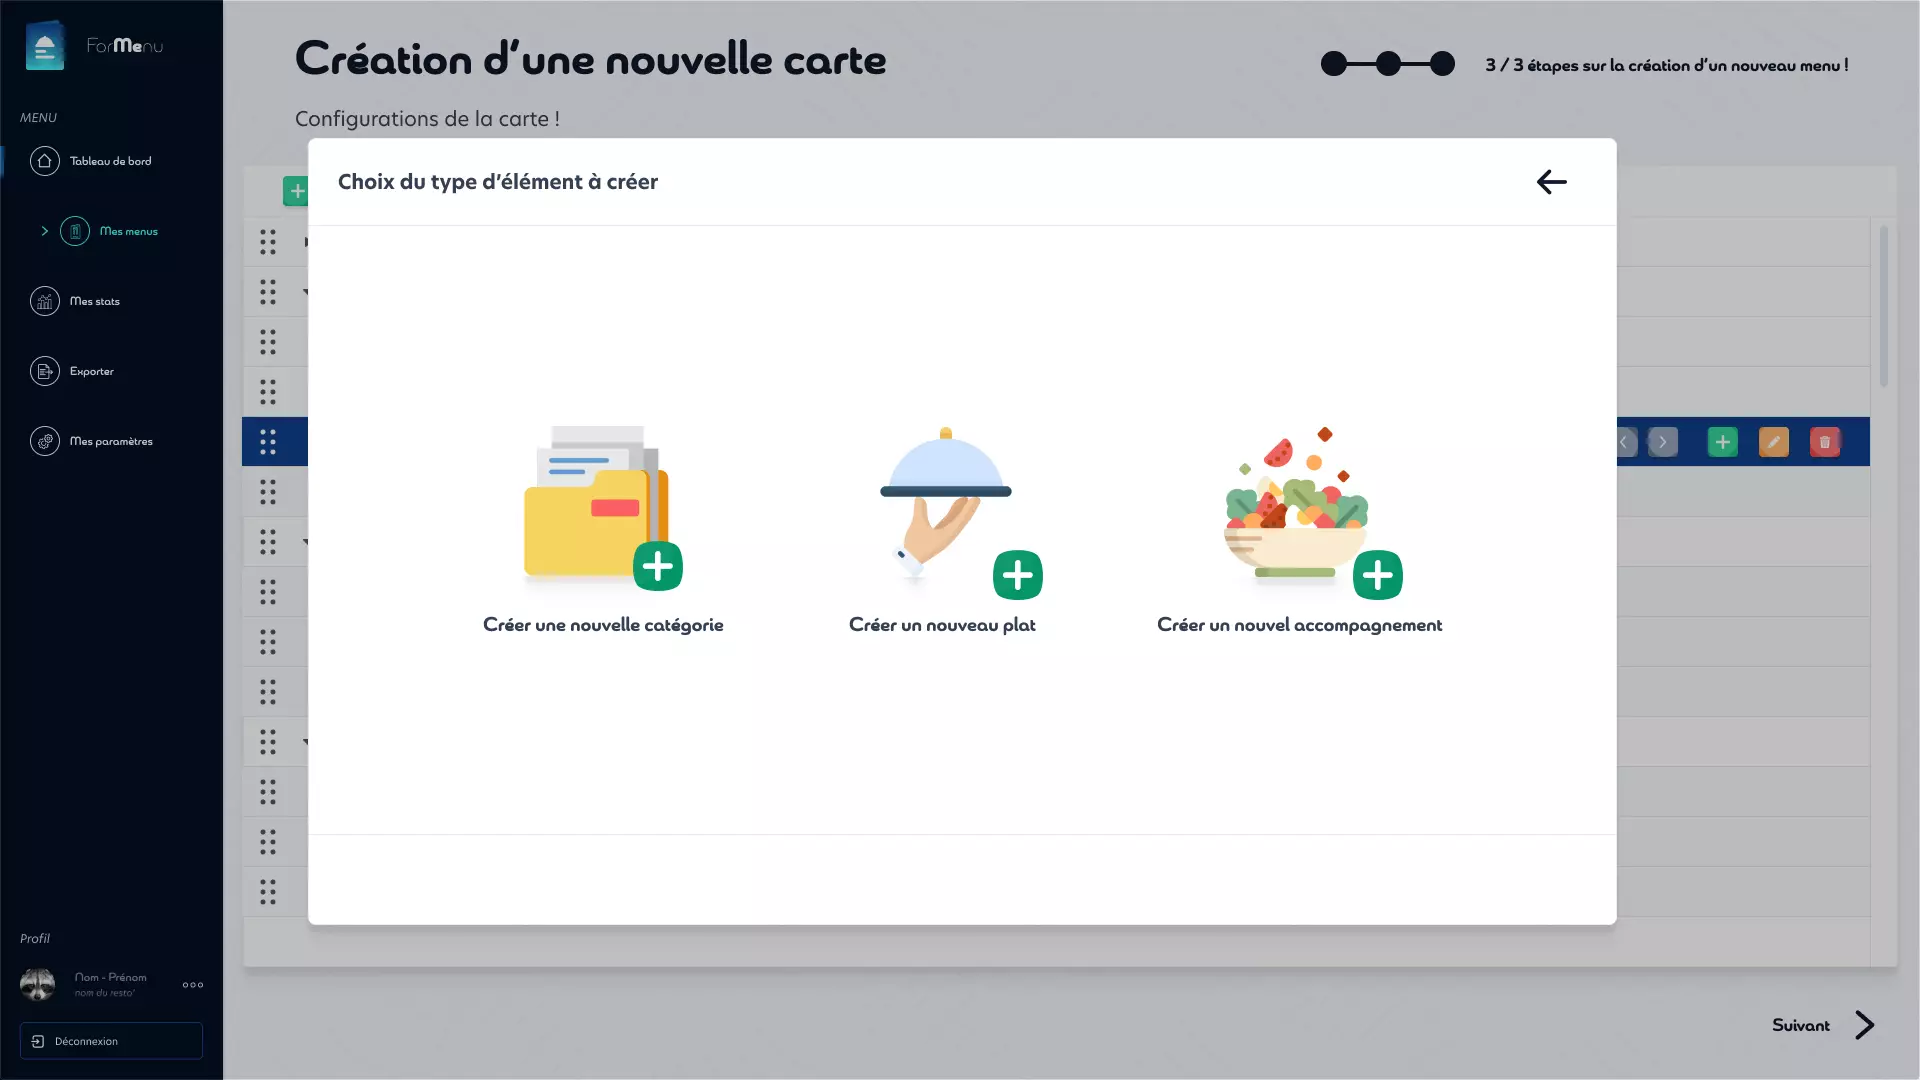 ForMenu
MENU
Tableau de bord
Mes menus
Mes stats
Exporter
Mes paramètres
Profil
Nom - Prénom
nom du resto'
Déconnexion
Création d'une nouvelle carte
3 / 3 étapes sur la création d'un nouveau menu !
Configurations de la carte !
Choix du type d'élément à créer
Créer une nouvelle catégorie
Créer un nouveau plat
Créer un nouvel accompagnement
Suivant